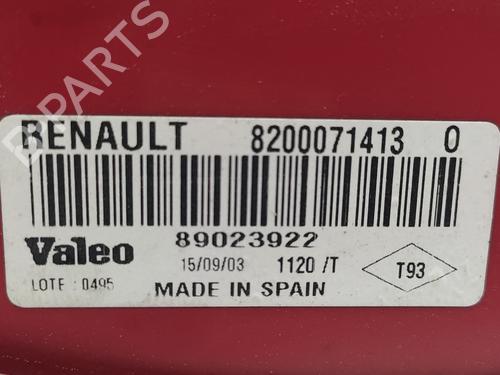 B-PARTS
RENAULT 8200071413 0
Valeo 89023922
15/09/03 1120 /T T93
LOTE : 0495 MADE IN SPAIN